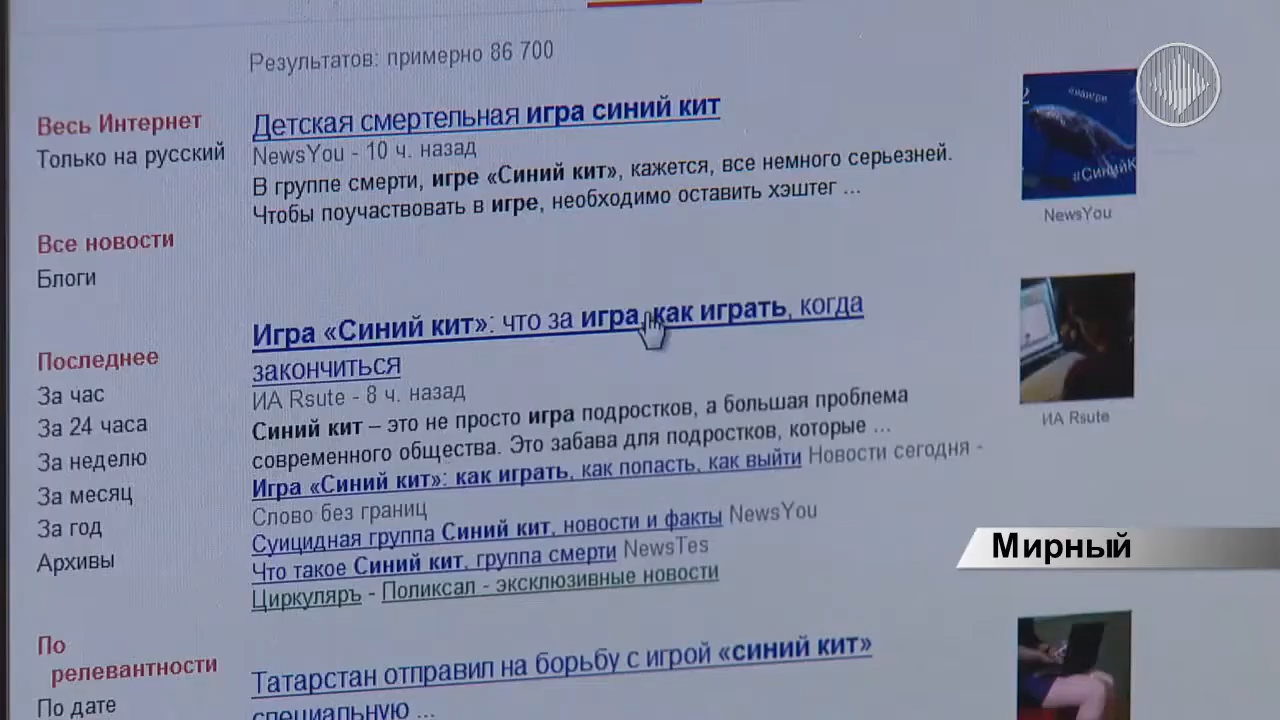 Результатов: примерно 86 700
Весь Интернет
Только на русский
Все новости
Блоги
Последнее
За час
За 24 часа
За неделю
За месяц
За год
Архивы
По
релевантности
По дате
Детская смертельная игра синий кит
NewsYou - 10 ч. назад
В группе смерти, игре «Синий кит», кажется, все немного серьезней.
Чтобы поучаствовать в игре, необходимо оставить хэштег ...
Игра «Синий кит»: что за игра, как играть, когда
закончиться
ИА Rsute - 8 ч. назад
Синий кит – это не просто игра подростков, а большая проблема
современного общества. Это забава для подростков, которые ...
Игра «Синий кит»: как играть, как попасть, как выйти Новости сегодня -
Слово без границ
Суицидная группа Синий кит, новости и факты NewsYou
Что такое Синий кит, группа смерти NewsTes
Циркуляръ - Поликсал - эксклюзивные новости
Татарстан отправил на борьбу с игрой «синий кит»
специальную ...
#СинийК
NewsYou
ИА Rsute
Мирный